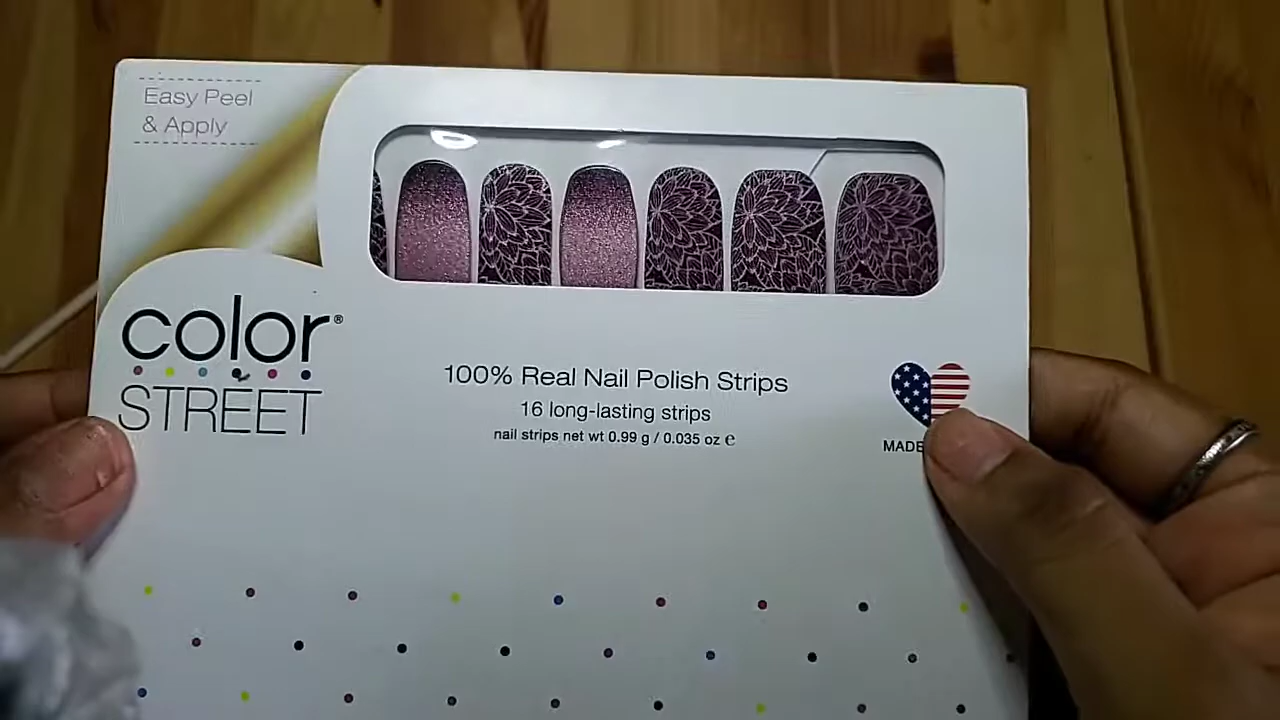 Easy Peel
& Apply
color®
STREET
100% Real Nail Polish Strips
16 long-lasting strips
nail strips net wt 0.99 g / 0.035 oz ℮
MADE